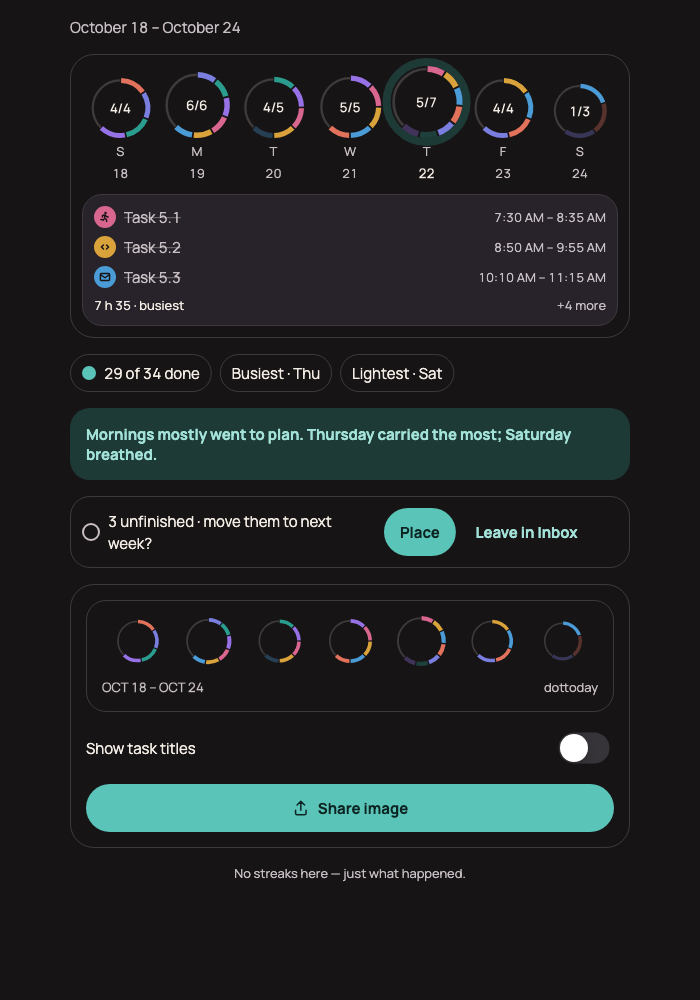 October 18 – October 24
4/4 6/6 4/5 5/5 5/7 4/4 1/3
S M T W T F S
18 19 20 21 22 23 24
Task 5.1 7:30 AM – 8:35 AM
Task 5.2 8:50 AM – 9:55 AM
Task 5.3 10:10 AM – 11:15 AM
7 h 35 · busiest +4 more
29 of 34 done Busiest · Thu Lightest · Sat
Mornings mostly went to plan. Thursday carried the most; Saturday
breathed.
3 unfinished · move them to next
week?
Place Leave in Inbox
OCT 18 – OCT 24 dottoday
Show task titles
Share image
No streaks here — just what happened.